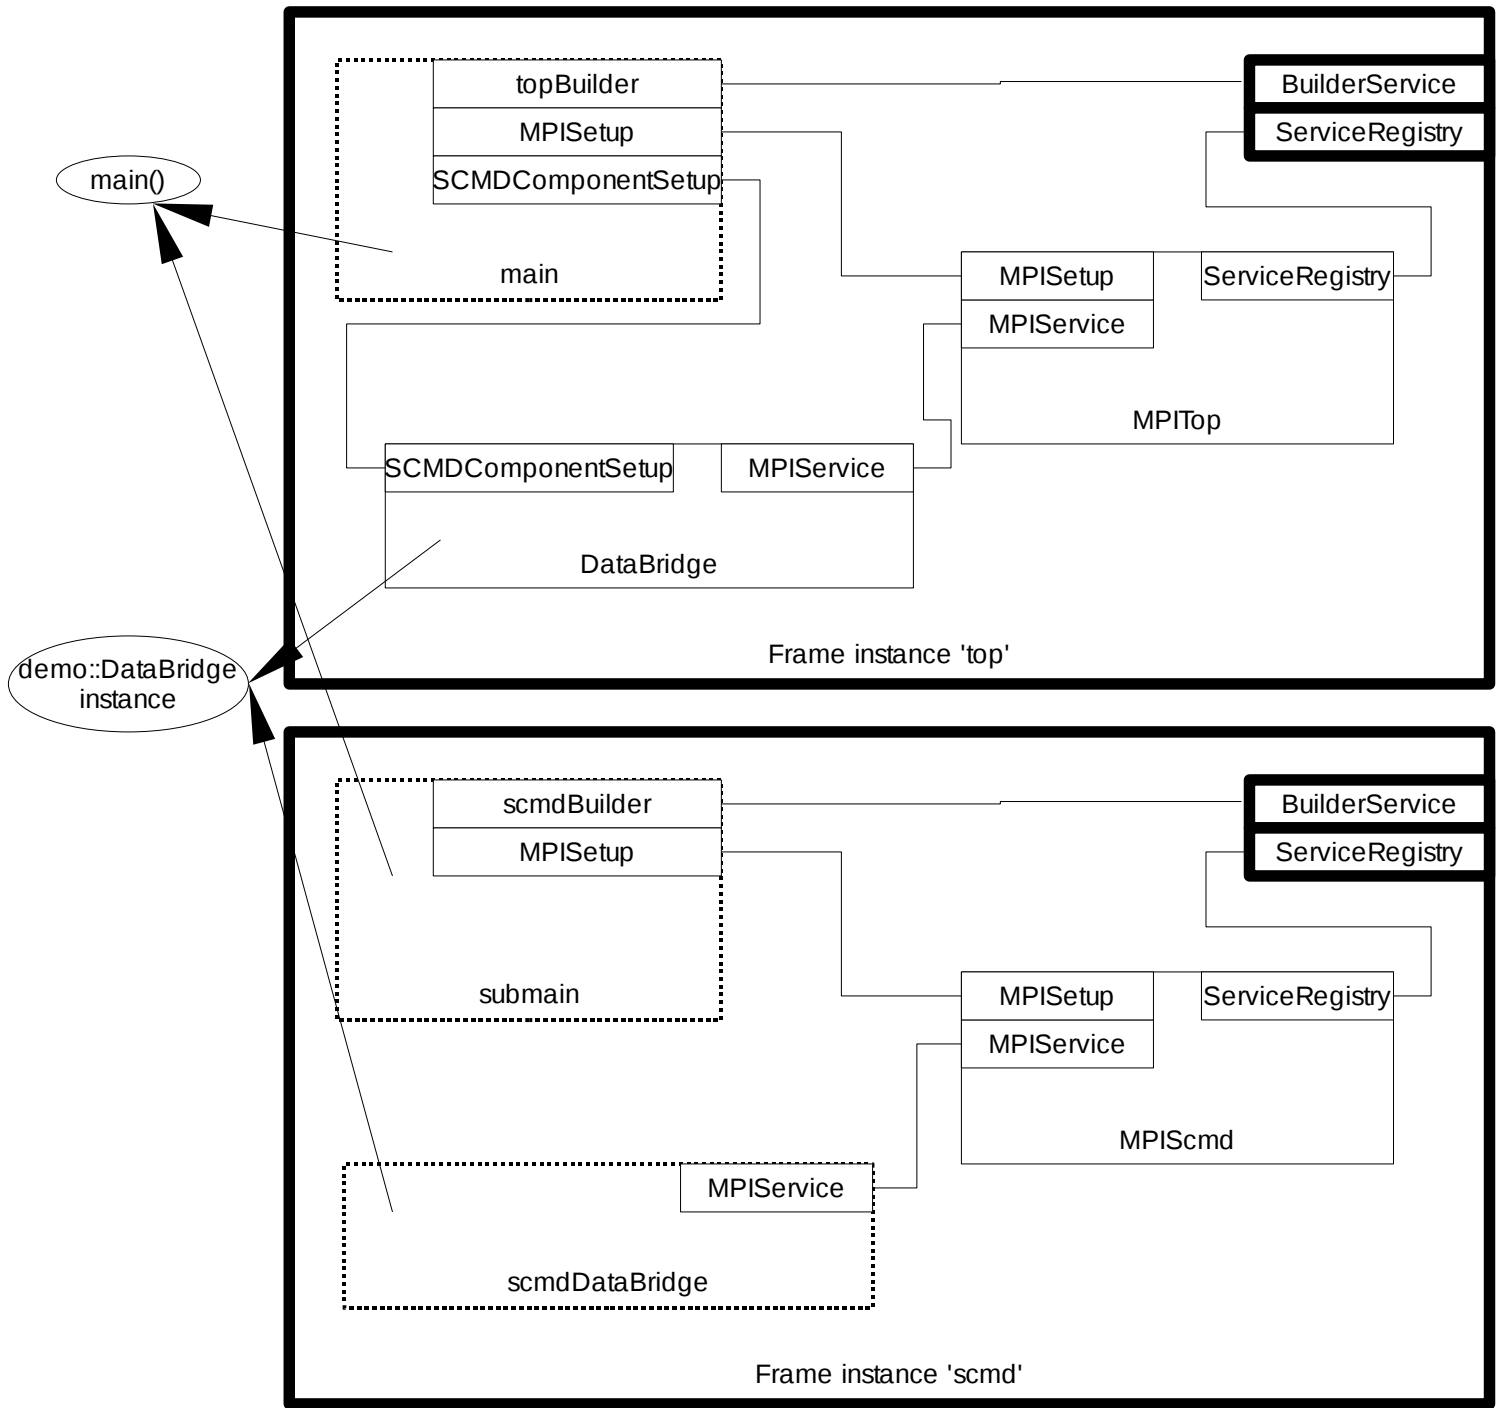 topBuilder
BuilderService
MPISetup
ServiceRegistry
SCMDComponentSetup
main()
main
MPISetup
ServiceRegistry
MPIService
MPITop
SCMDComponentSetup
MPIService
DataBridge
Frame instance 'top'
demo::DataBridge
instance
scmdBuilder
BuilderService
MPISetup
ServiceRegistry
submain
MPISetup
ServiceRegistry
MPIService
MPIScmd
MPIService
scmdDataBridge
Frame instance 'scmd'